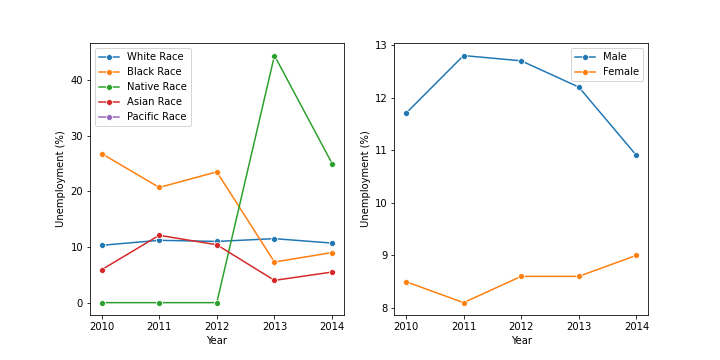 White Race
Black Race
Native Race
Asian Race
Pacific Race
40
30
20
10
0
Unemployment (%)
2010 2011 2012 2013 2014
Year
Male
Female
13
12
11
10
9
8
Unemployment (%)
2010 2011 2012 2013 2014
Year